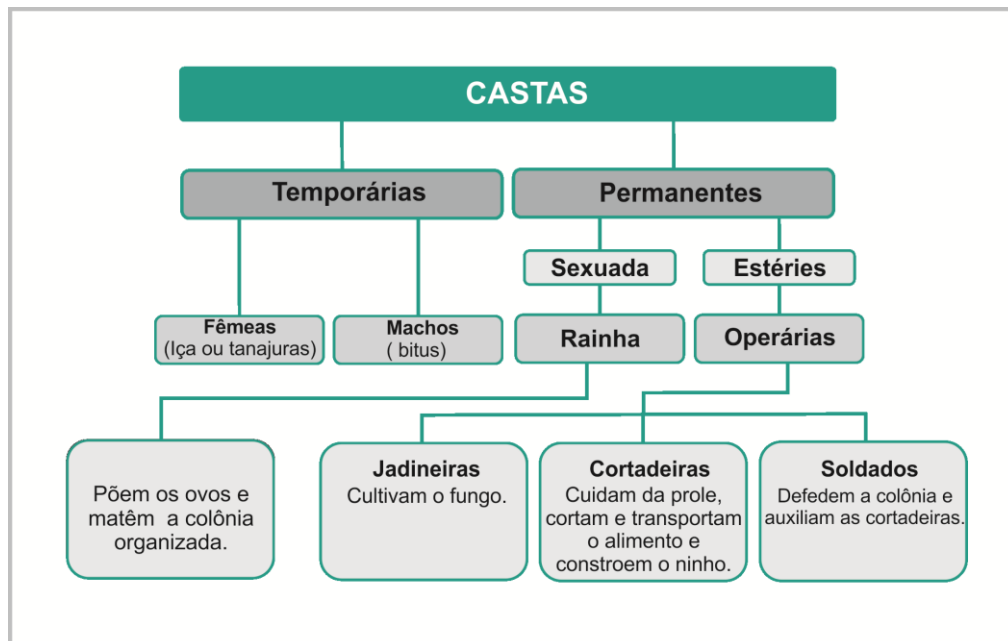 CASTAS
Temporárias
Permanentes
Sexuada
Estéries
Fêmeas
(Iça ou tanajuras)
Machos
( bitus)
Rainha
Operárias
Põem os ovos e
matêm a colônia
organizada.
Jadineiras
Cultivam o fungo.
Cortadeiras
Cuidam da prole,
cortam e transportam
o alimento e
constroem o ninho.
Soldados
Defedem a colônia e
auxiliam as cortadeiras.